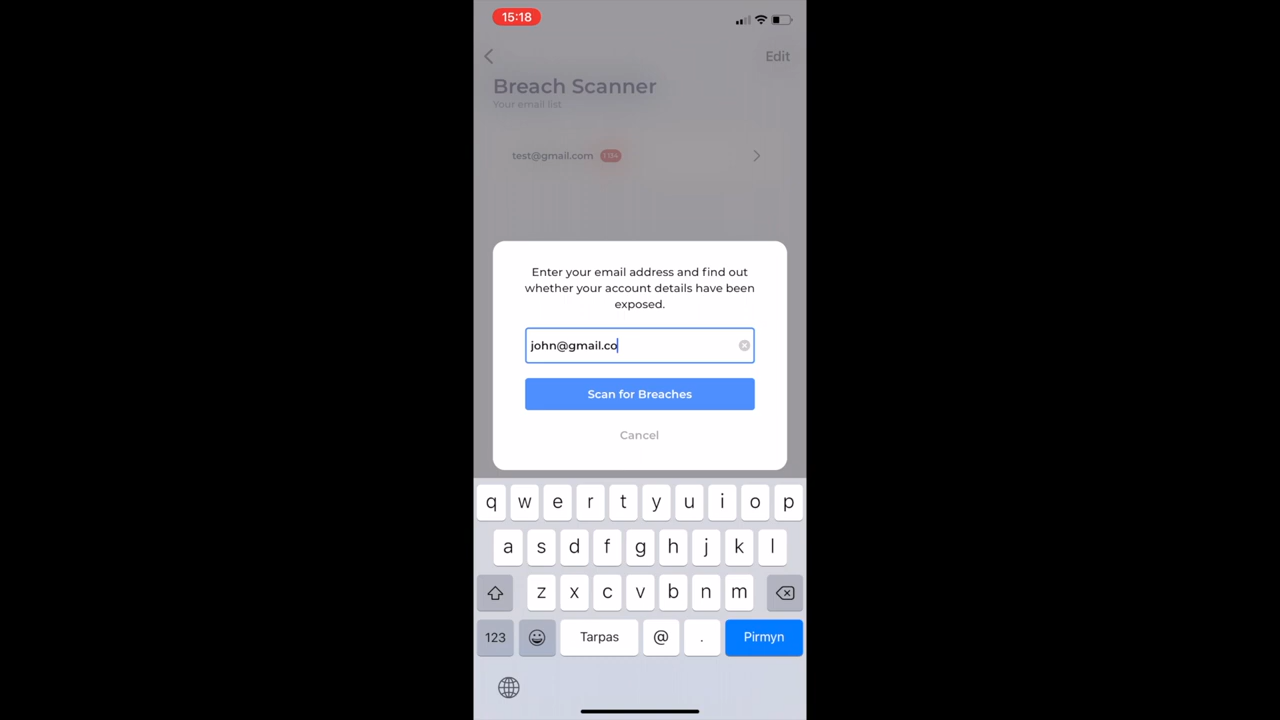 15:18
Edit
Breach Scanner
Your email list
test@gmail.com
Enter your email address and find out
whether your account details have been
exposed.
john@gmail.co
Scan for Breaches
Cancel
q w e r t y u i o p
a s d f g h j k l
z x c v b n m
123 Tarpas @ . Pirmyn